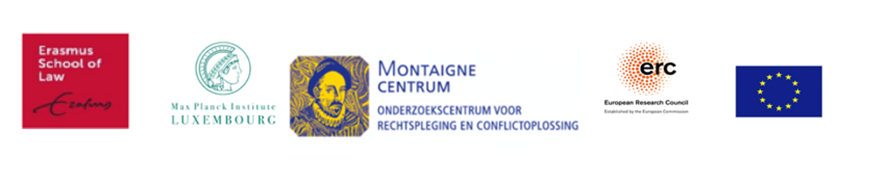 Erasmus
School of
Law
Erasmus
Max Planck Institute
LUXEMBOURG
MONTAIGNE
CENTRUM
ONDERZOEKSCENTRUM VOOR
RECHTSPLEGING EN CONFLICTOPLOSSING
erc
European Research Council
Established by the European Commission